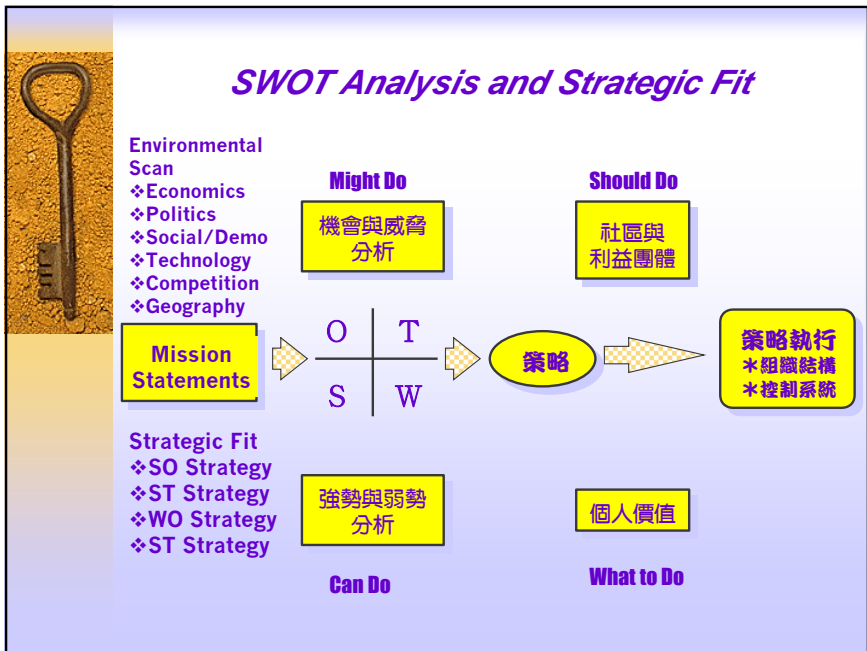 SWOT Analysis and Strategic Fit
Environmental
Scan
❖Economics
❖Politics
❖Social/Demo
❖Technology
❖Competition
❖Geography
Might Do
機會與威脅
分析
Should Do
社區與
利益團體
Mission
Statements
O T
S W
策略
策略執行
＊組織結構
＊控制系統
Strategic Fit
❖SO Strategy
❖ST Strategy
❖WO Strategy
❖ST Strategy
強勢與弱勢
分析
Can Do
個人價值
What to Do